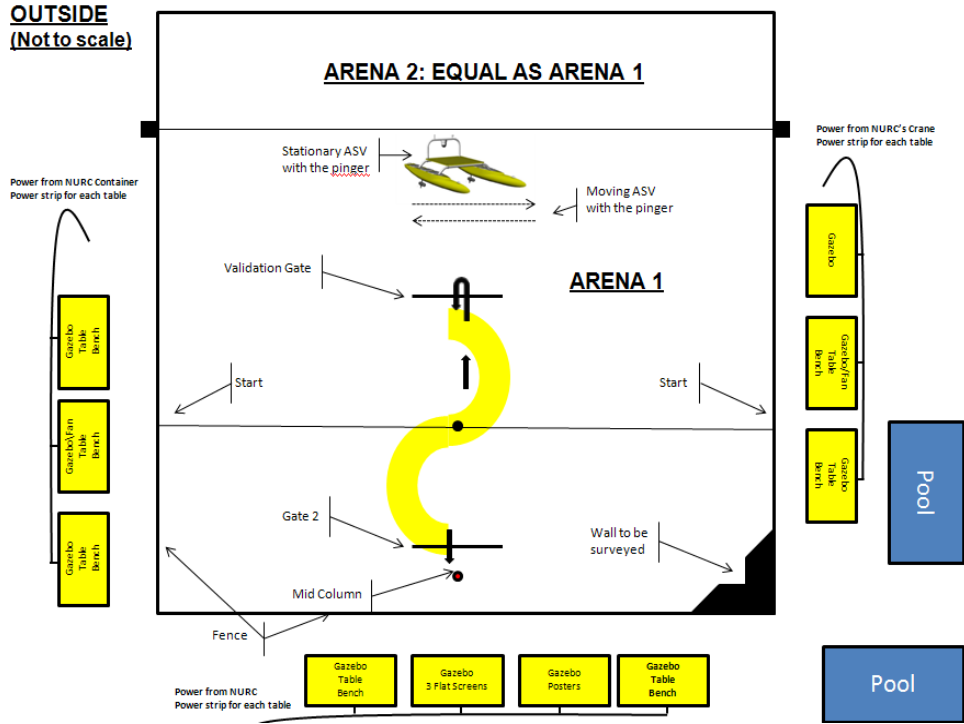 OUTSIDE
(Not to scale)
ARENA 2: EQUAL AS ARENA 1
Power from NURC's Crane
Power strip for each table
Stationary ASV
with the pinger
Moving ASV
with the pinger
Power from NURC Container
Power strip for each table
Validation Gate
ARENA 1
Gazebo
Gazebo
Table
Bench
Gazebo/Fan
Table
Bench
Start
Start
Gazebo\Fan
Table
Bench
Gazebo
Table
Bench
Pool
Gate 2
Wall to be
surveyed
Gazebo
Table
Bench
Mid Column
Fence
Gazebo
Table
Bench
Gazebo
3 Flat Screens
Gazebo
Posters
Gazebo
Table
Bench
Pool
Power from NURC
Power strip for each table